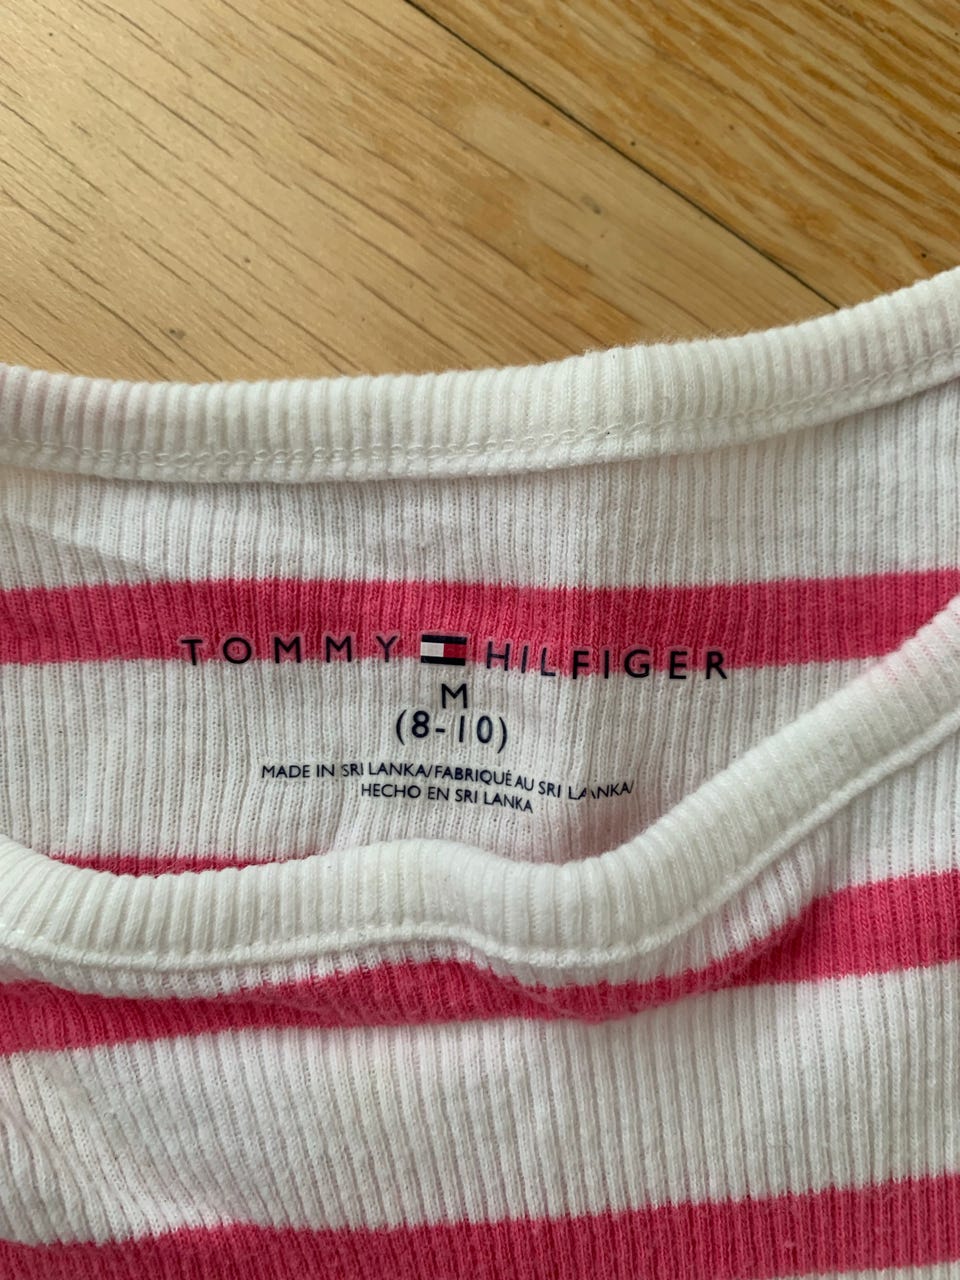 TOMMY HILFIGER
M
(8-10)
MADE IN SRI LANKA/FABRIQUÉ AU SRI LANKA/
HECHO EN SRI LANKA